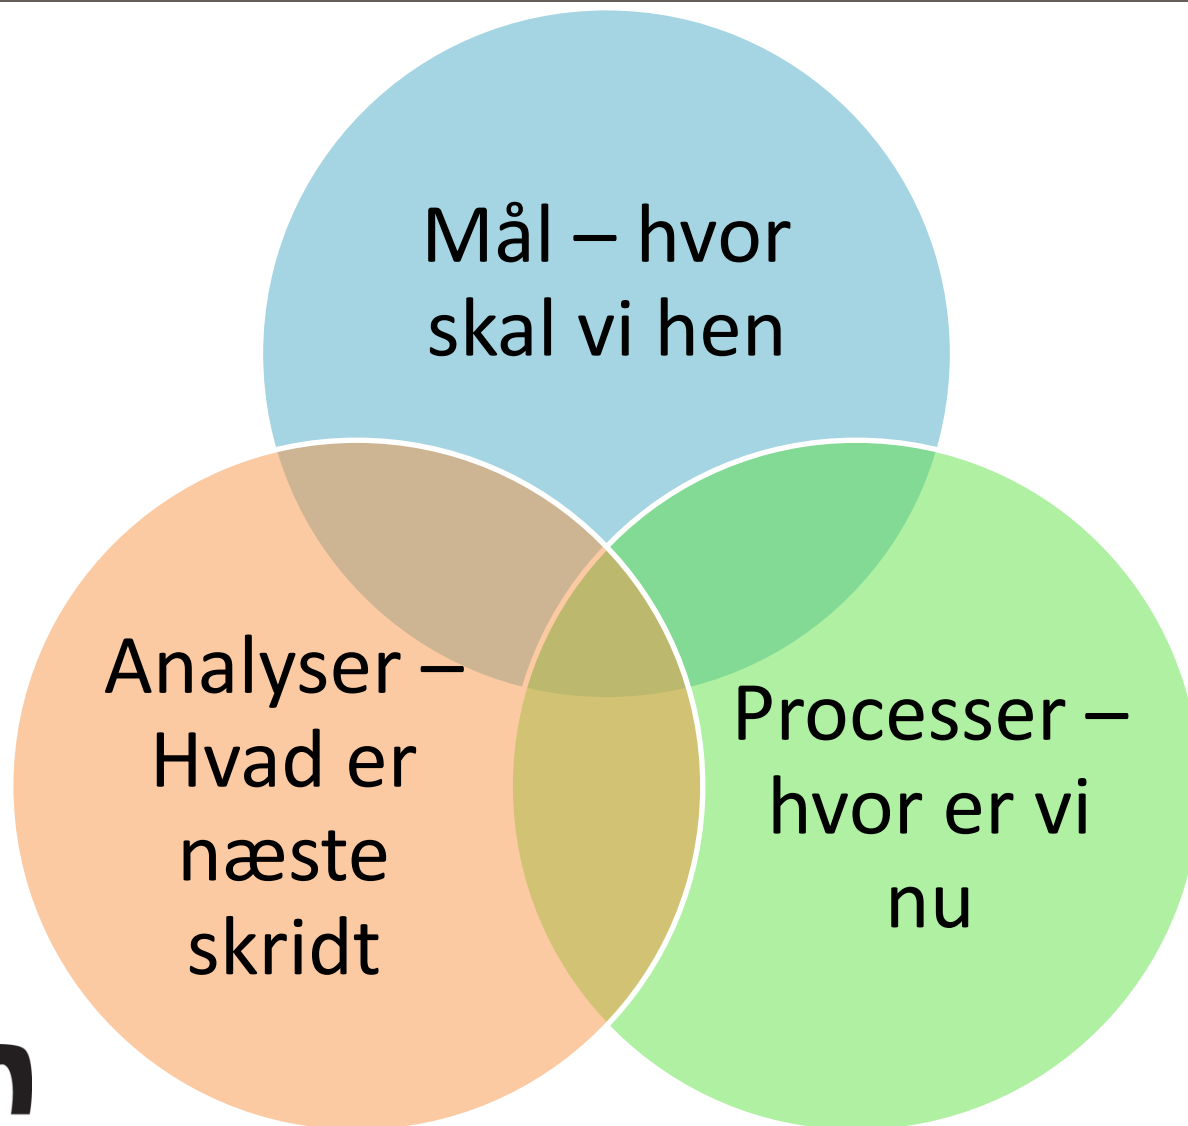 Mål – hvor
skal vi hen
Analyser –
Hvad er
næste
skridt
Processer –
hvor er vi
nu